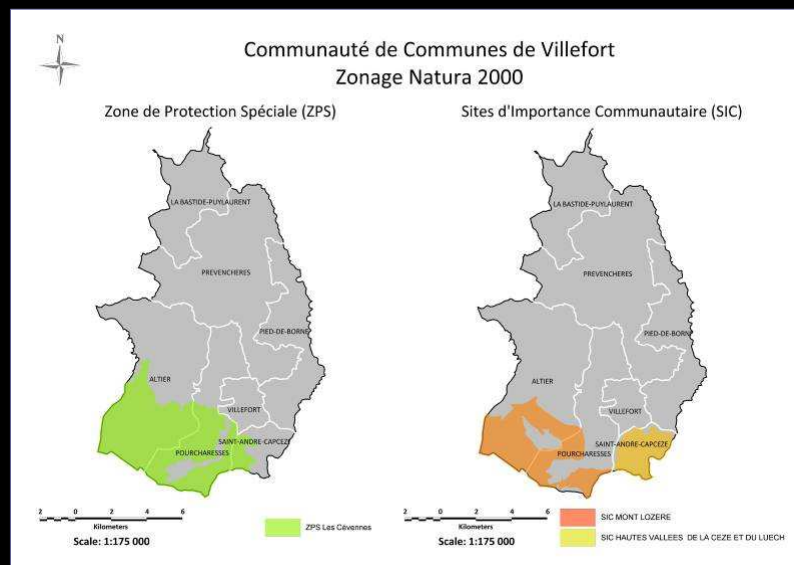 N
Communauté de Communes de Villefort
Zonage Natura 2000
Zone de Protection Spéciale (ZPS)
LA BASTIDE-PUYLAURENT
PREVENCHERES
PIED-DE-BORNE
ALTIER
VILLEFORT
SAINT-ANDRE-CAPCEZE
POURCHARESSES
2 0 2 4 6
Kilometers
Scale: 1:175 000
ZPS Les Cévennes
Sites d'Importance Communautaire (SIC)
LA BASTIDE-PUYLAURENT
PREVENCHERES
PIED-DE-BORNE
ALTIER
VILLEFORT
SAINT-ANDRE-CAPCEZE
POURCHARESSES
2 0 2 4 6
Kilometers
Scale: 1:175 000
SIC MONT LOZERE
SIC HAUTES VALLEES DE LA CEZE ET DU LUECH